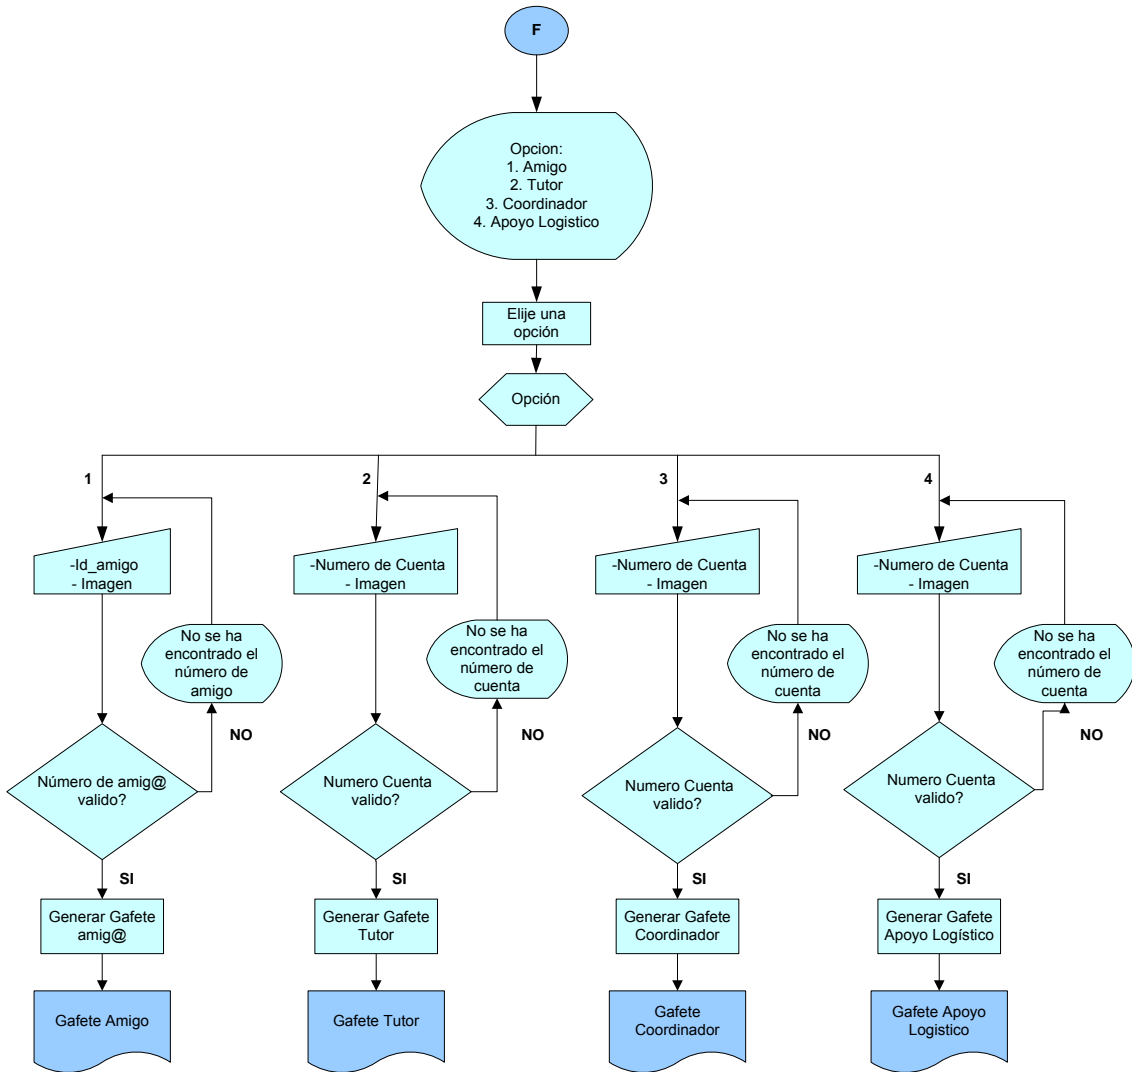 F
Opcion:
1. Amigo
2. Tutor
3. Coordinador
4. Apoyo Logistico
Elije una
opción
Opción
1
2
3
4
-Id_amigo
- Imagen
-Numero de Cuenta
- Imagen
-Numero de Cuenta
- Imagen
-Numero de Cuenta
- Imagen
No se ha
encontrado el
número de
amigo
No se ha
encontrado el
número de
cuenta
No se ha
encontrado el
número de
cuenta
No se ha
encontrado el
número de
cuenta
NO
NO
NO
NO
Número de amig@
valido?
Numero Cuenta
valido?
Numero Cuenta
valido?
Numero Cuenta
valido?
SI
SI
SI
SI
Generar Gafete
amig@
Generar Gafete
Tutor
Generar Gafete
Coordinador
Generar Gafete
Apoyo Logístico
Gafete Amigo
Gafete Tutor
Gafete
Coordinador
Gafete Apoyo
Logistico